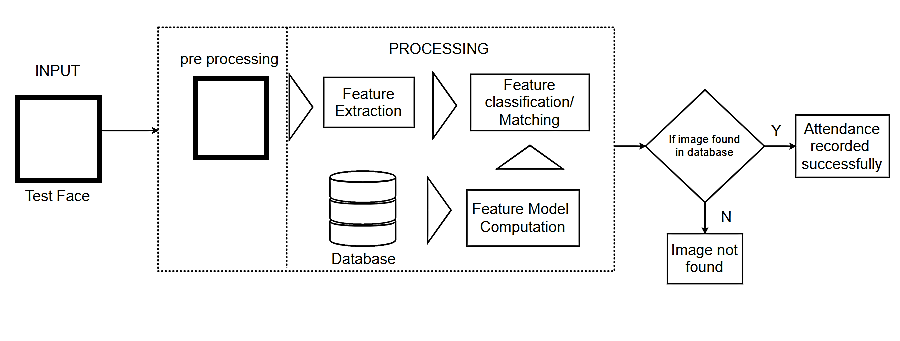 PROCESSING
pre processing
INPUT
Feature
Extraction
Feature
classification/
Matching
Test Face
Database
Feature Model
Computation
If image found
in database
Y
Attendance
recorded
successfully
N
Image not
found